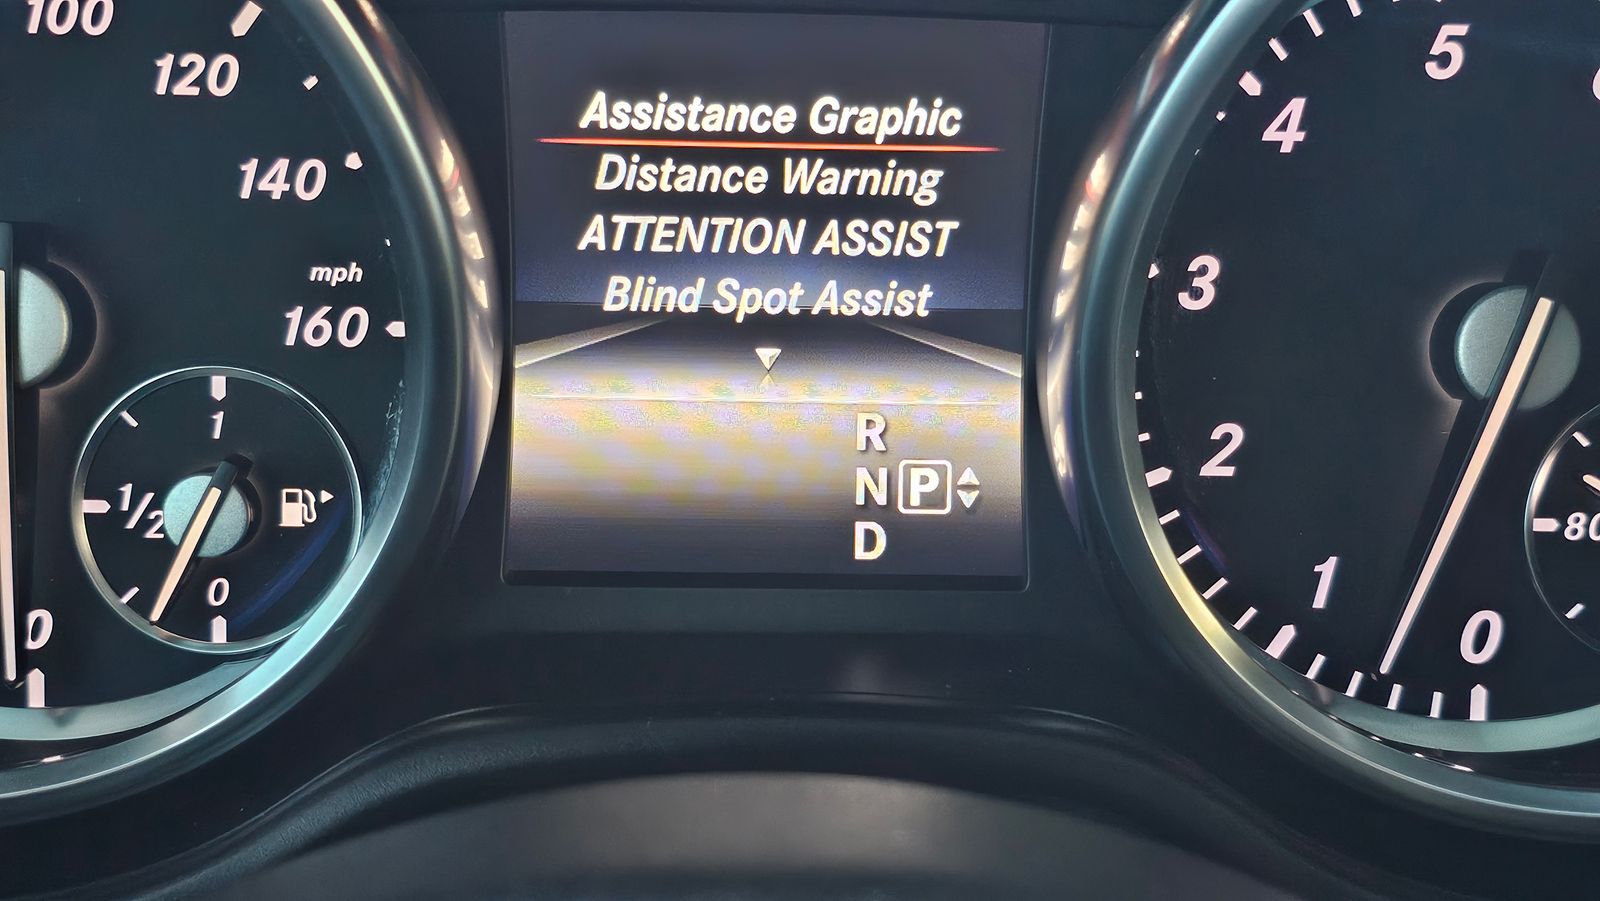 100
120
140
mph
160
1
1/2
0
0
Assistance Graphic
Distance Warning
ATTENTION ASSIST
Blind Spot Assist
R
N P
D
5
4
3
2
1
0
80